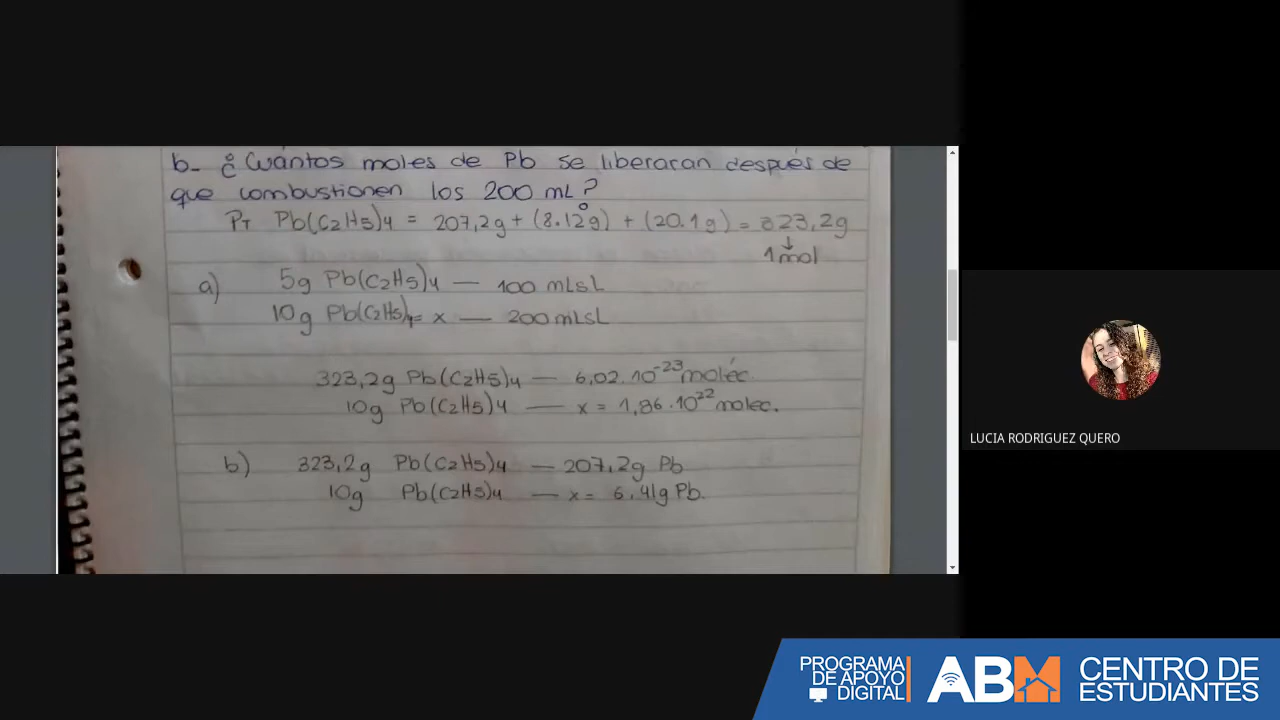 b- ¿Cuántos moles de Pb se liberaran después de
que combustionen los 200 mL?
PT Pb(C2H5)4 = 207,2g + (8.12g) + (20.1g) = 323,2g
↓
1 mol
a) 5g Pb(C2H5)4 — 100 mLsL
10g Pb(C2H5)4 = x — 200 mLsL
323,2g Pb(C2H5)4 — 6,02.10⁻²³ moléc.
10g Pb(C2H5)4 — x = 1,86.10²² molec.
b) 323,2g Pb(C2H5)4 — 207,2g Pb
10g Pb(C2H5)4 — x = 6.41g Pb.
LUCIA RODRIGUEZ QUERO
PROGRAMA
DE APOYO
DIGITAL
ABM
CENTRO DE
ESTUDIANTES